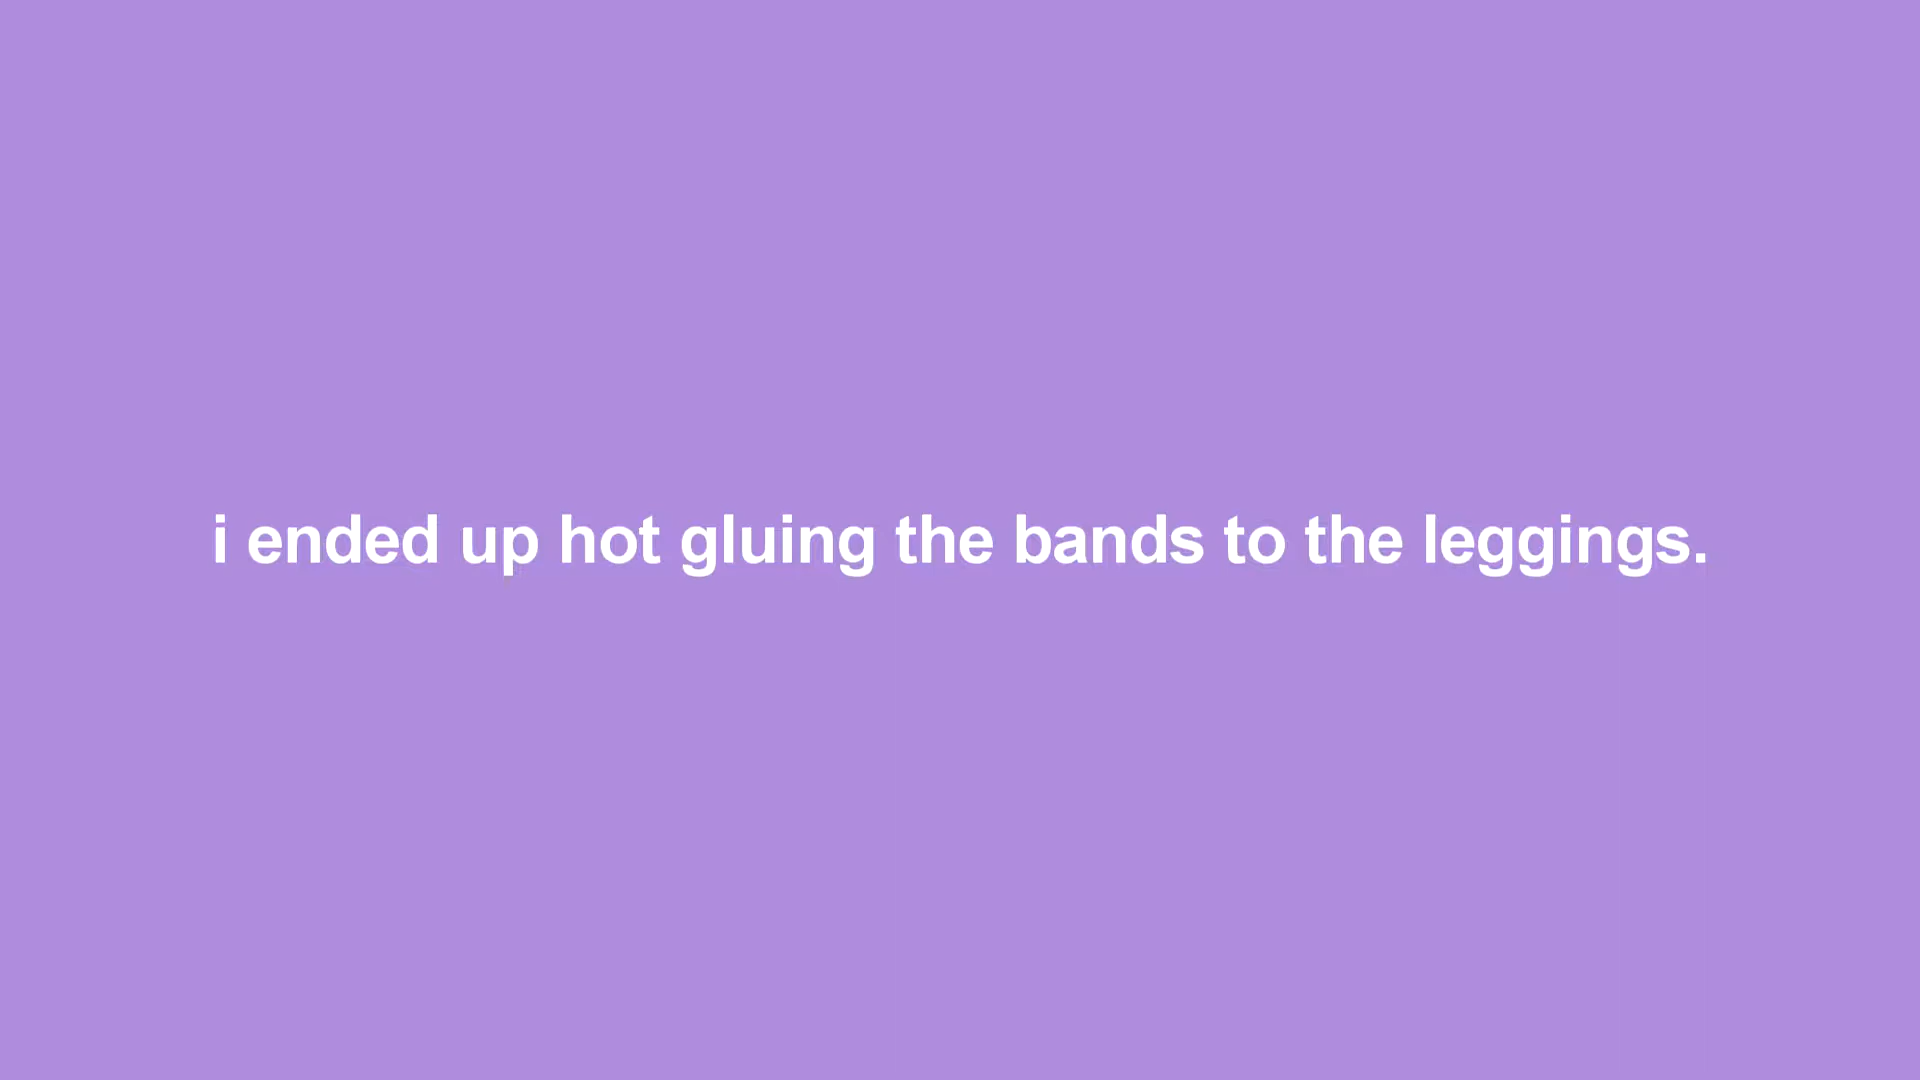 i ended up hot gluing the bands to the leggings.